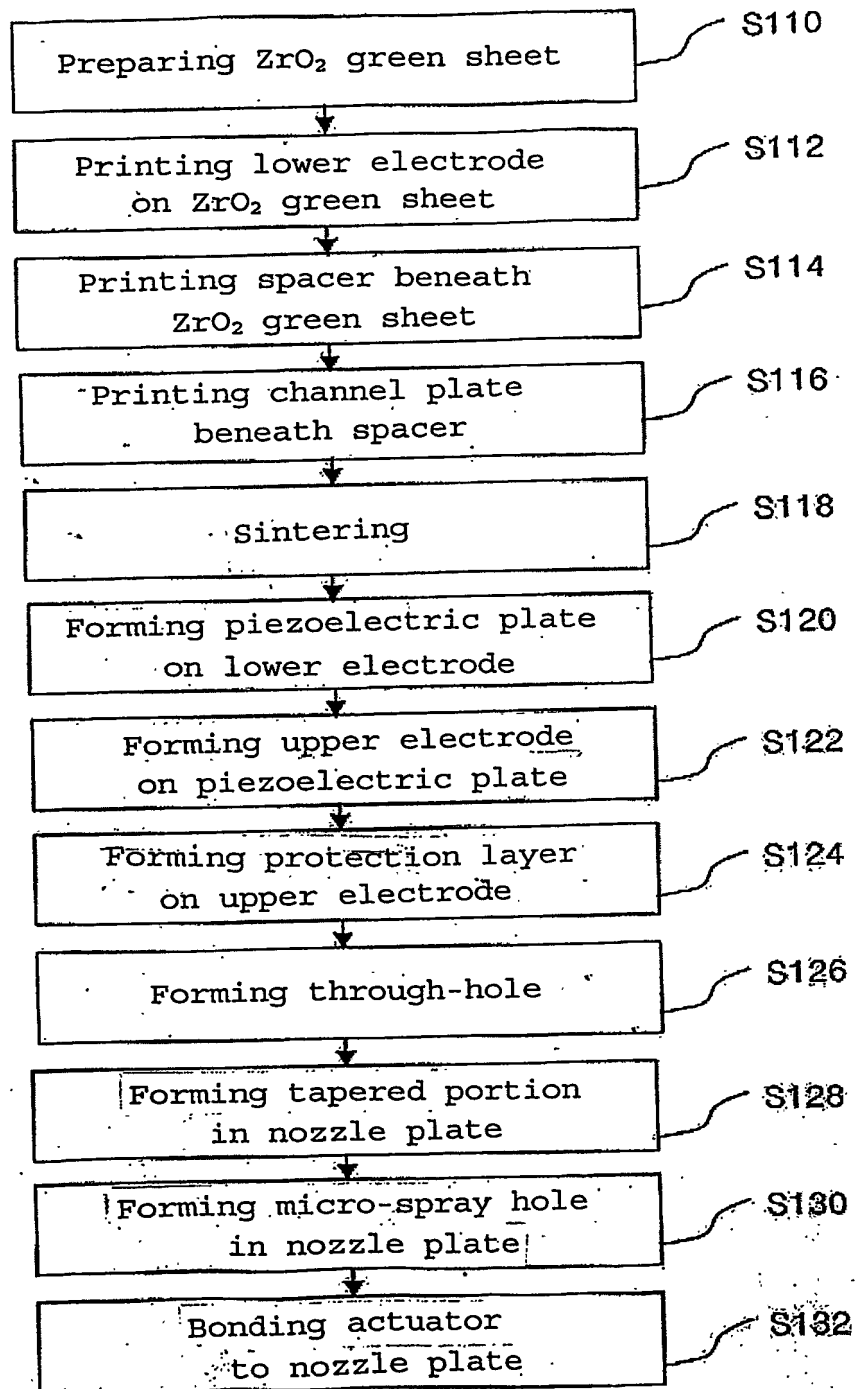 Preparing ZrO₂ green sheet
S110
Printing lower electrode
on ZrO₂ green sheet
S112
Printing spacer beneath
ZrO₂ green sheet
S114
Printing channel plate
beneath spacer
S116
Sintering
S118
Forming piezoelectric plate
on lower electrode
S120
Forming upper electrode
on piezoelectric plate
S122
Forming protection layer
on upper electrode
S124
Forming through-hole
S126
Forming tapered portion
in nozzle plate
S128
Forming micro-spray hole
in nozzle plate
S130
Bonding actuator
to nozzle plate
S132